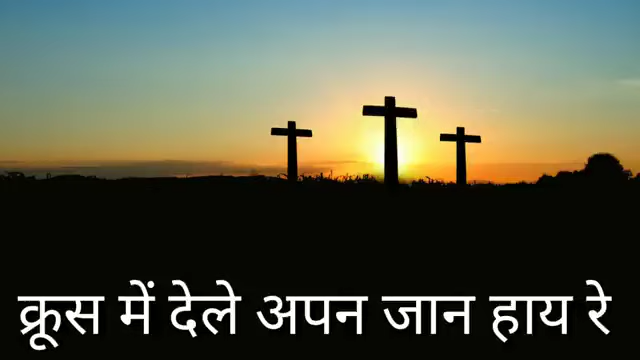 क्रूस में देले अपन जान हाय रे